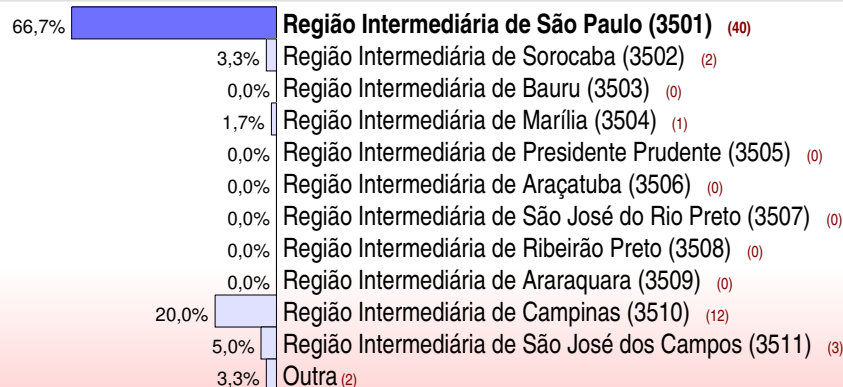 66,7% Região Intermediária de São Paulo (3501) (40)
3,3% Região Intermediária de Sorocaba (3502) (2)
0,0% Região Intermediária de Bauru (3503) (0)
1,7% Região Intermediária de Marília (3504) (1)
0,0% Região Intermediária de Presidente Prudente (3505) (0)
0,0% Região Intermediária de Araçatuba (3506) (0)
0,0% Região Intermediária de São José do Rio Preto (3507) (0)
0,0% Região Intermediária de Ribeirão Preto (3508) (0)
0,0% Região Intermediária de Araraquara (3509) (0)
20,0% Região Intermediária de Campinas (3510) (12)
5,0% Região Intermediária de São José dos Campos (3511) (3)
3,3% Outra (2)